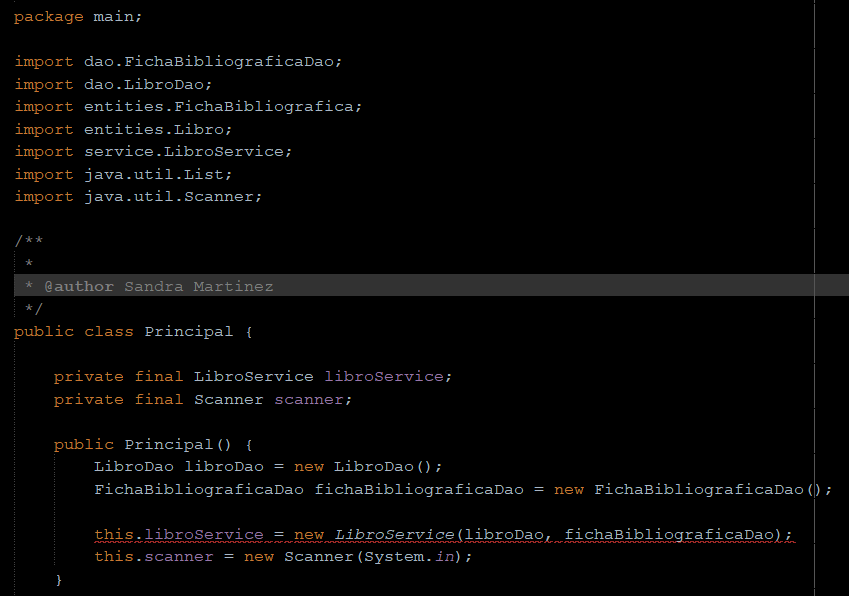 package main;
import dao.FichaBibliograficaDao;
import dao.LibroDao;
import entities.FichaBibliografica;
import entities.Libro;
import service.LibroService;
import java.util.List;
import java.util.Scanner;
/**
 *
 * @author Sandra Martinez
 */
public class Principal {
    private final LibroService libroService;
    private final Scanner scanner;
    public Principal() {
        LibroDao libroDao = new LibroDao();
        FichaBibliograficaDao fichaBibliograficaDao = new FichaBibliograficaDao();
        this.libroService = new LibroService(libroDao, fichaBibliograficaDao);
        this.scanner = new Scanner(System.in);
    }